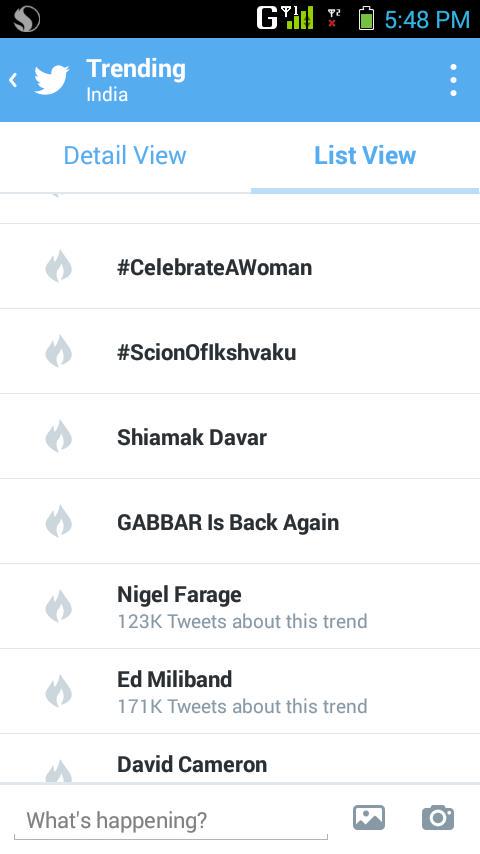 G 5:48 PM
Trending
India
Detail View
List View
#CelebrateAWoman
#ScionOfIkshvaku
Shiamak Davar
GABBAR Is Back Again
Nigel Farage
123K Tweets about this trend
Ed Miliband
171K Tweets about this trend
David Cameron
What's happening?